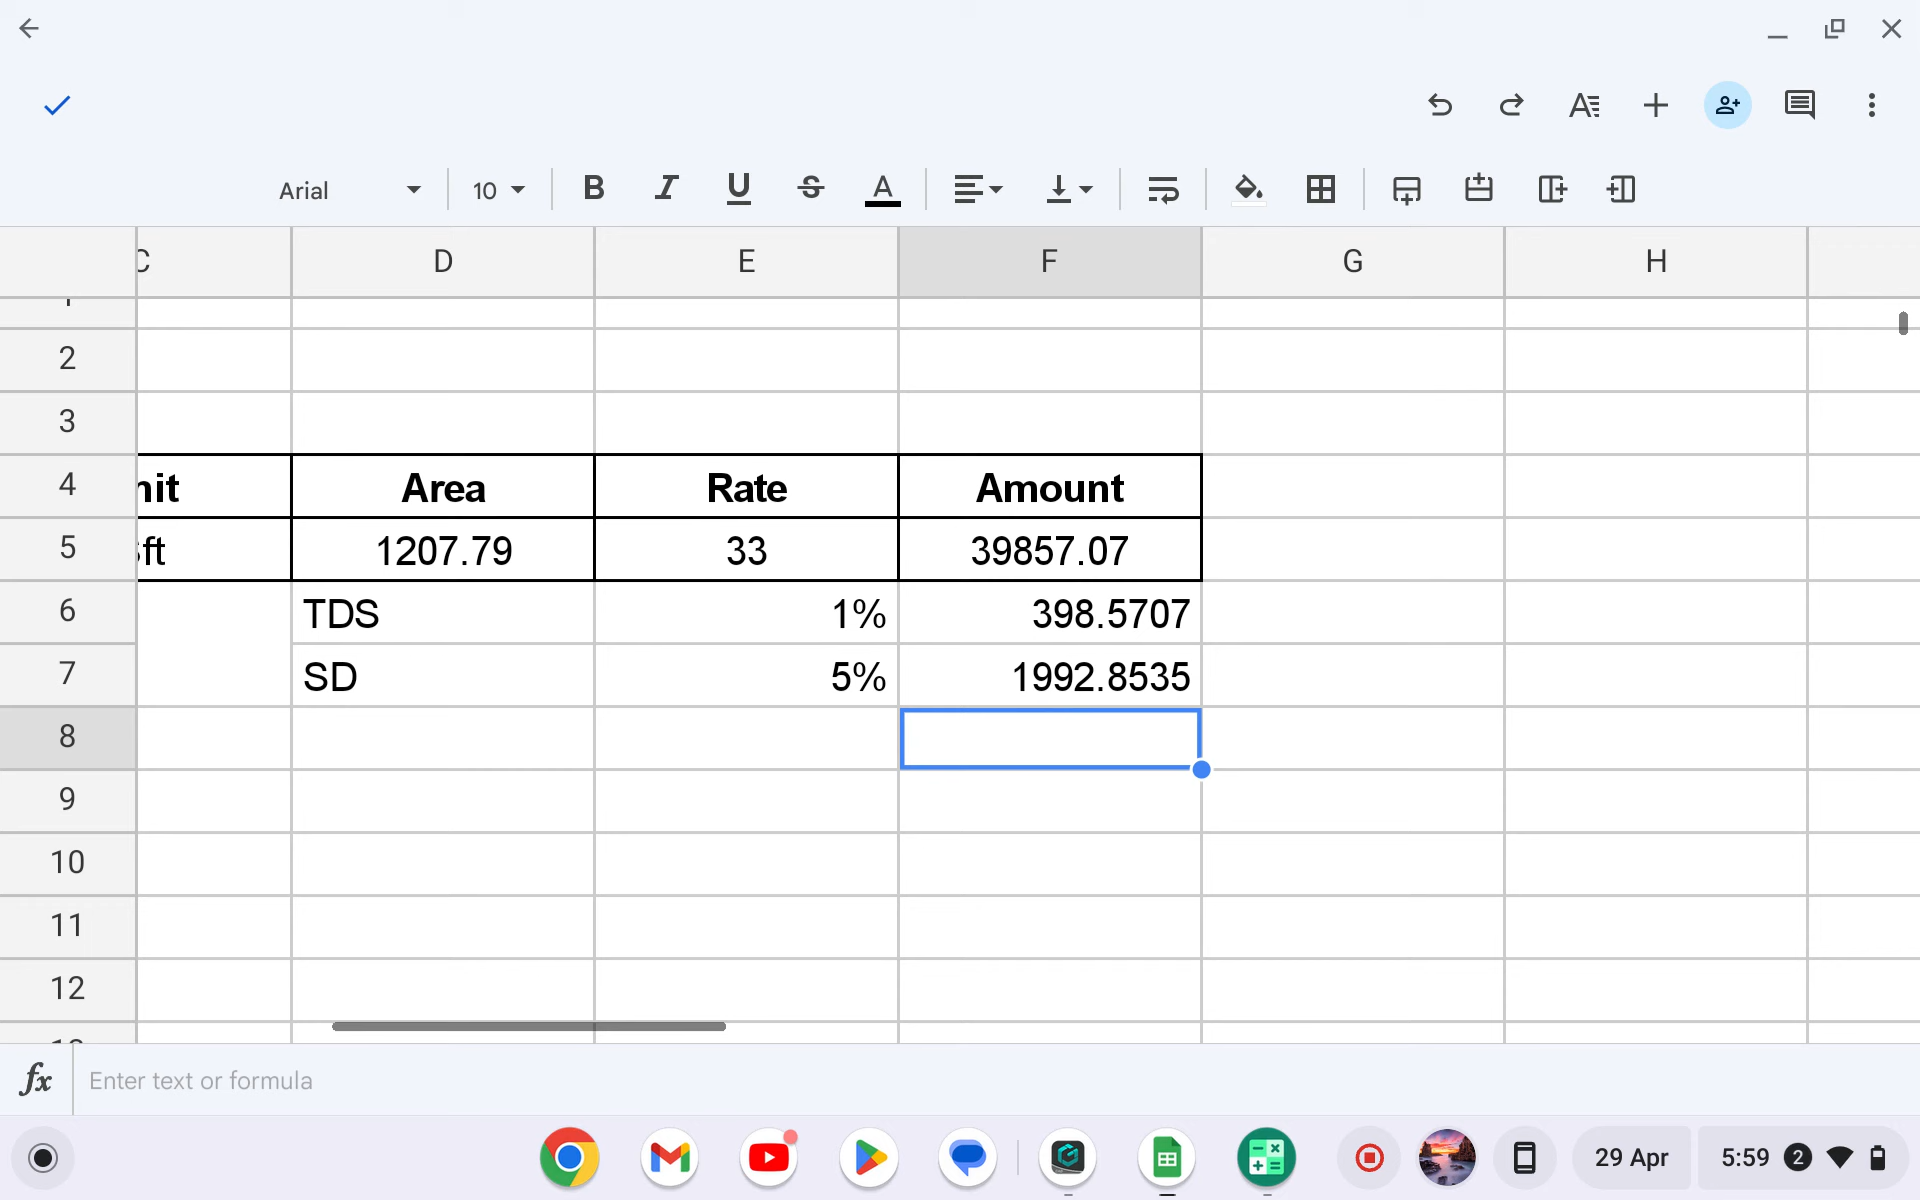 Arial
10
B
I
U
S
A
C D E F G H
2
3
4 Area Rate Amount
5 1207.79 33 39857.07
6 TDS 1% 398.5707
7 SD 5% 1992.8535
8
9
10
11
12
fx Enter text or formula
29 Apr 5:59 2